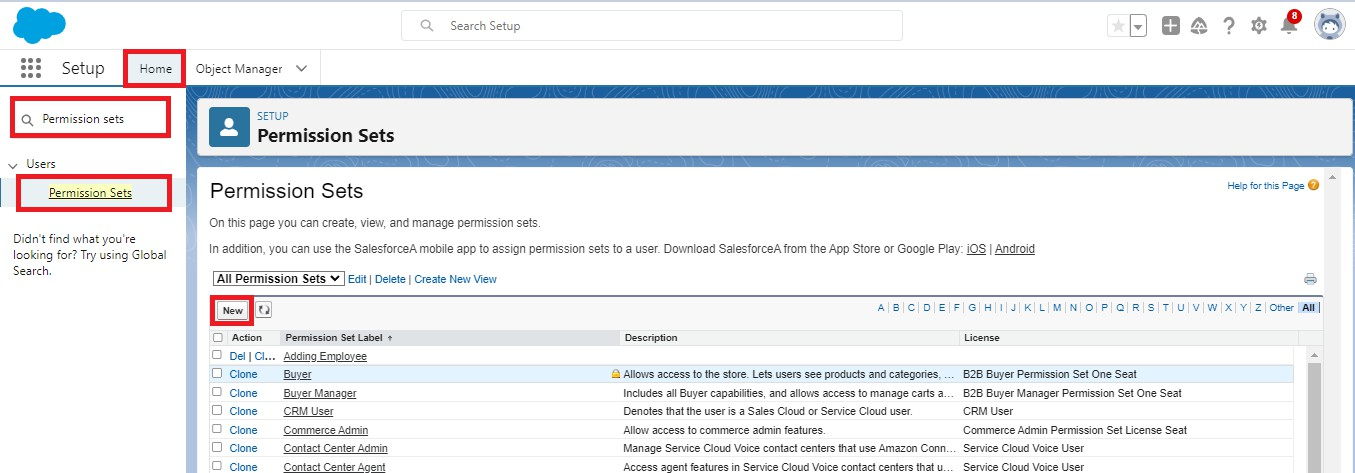 Search Setup
8
Setup Home Object Manager
Permission sets
Users
Permission Sets
Didn't find what you're
looking for? Try using Global
Search.
SETUP
Permission Sets
Permission Sets
Help for this Page ?
On this page you can create, view, and manage permission sets.
In addition, you can use the SalesforceA mobile app to assign permission sets to a user. Download SalesforceA from the App Store or Google Play: iOS | Android
All Permission Sets Edit | Delete | Create New View
New A | B | C | D | E | F | G | H | I | J | K | L | M | N | O | P | Q | R | S | T | U | V | W | X | Y | Z | Other | All
Action Permission Set Label ↑ Description License
Del | Cl... Adding Employee
Clone Buyer Allows access to the store. Lets users see products and categories, ... B2B Buyer Permission Set One Seat
Clone Buyer Manager Includes all Buyer capabilities, and allows access to manage carts a... B2B Buyer Manager Permission Set One Seat
Clone CRM User Denotes that the user is a Sales Cloud or Service Cloud user. CRM User
Clone Commerce Admin Allow access to commerce admin features. Commerce Admin Permission Set License Seat
Clone Contact Center Admin Manage Service Cloud Voice contact centers that use Amazon Conn... Service Cloud Voice User
Clone Contact Center Agent Access agent features in Service Cloud Voice contact centers that u... Service Cloud Voice User